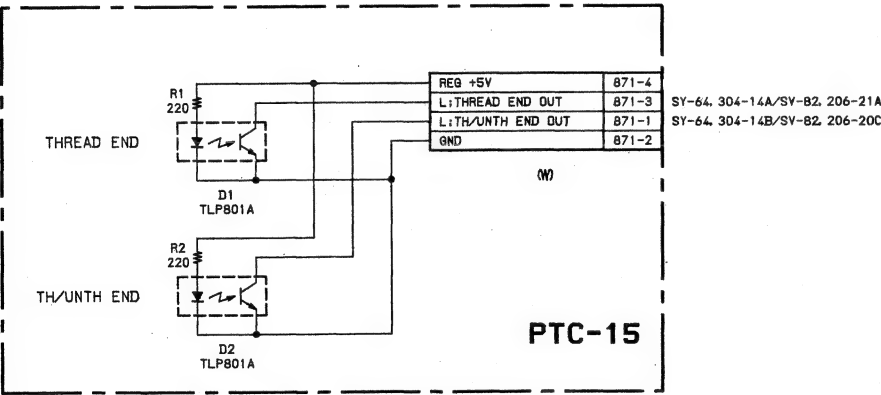 REG +5V 871-4
L;THREAD END OUT 871-3 SY-64. 304-14A/SV-82. 206-21A
L;TH/UNTH END OUT 871-1 SY-64. 304-14B/SV-82. 206-20C
GND 871-2
(W)
R1
220
THREAD END
D1
TLP801A
R2
220
TH/UNTH END
D2
TLP801A
PTC-15